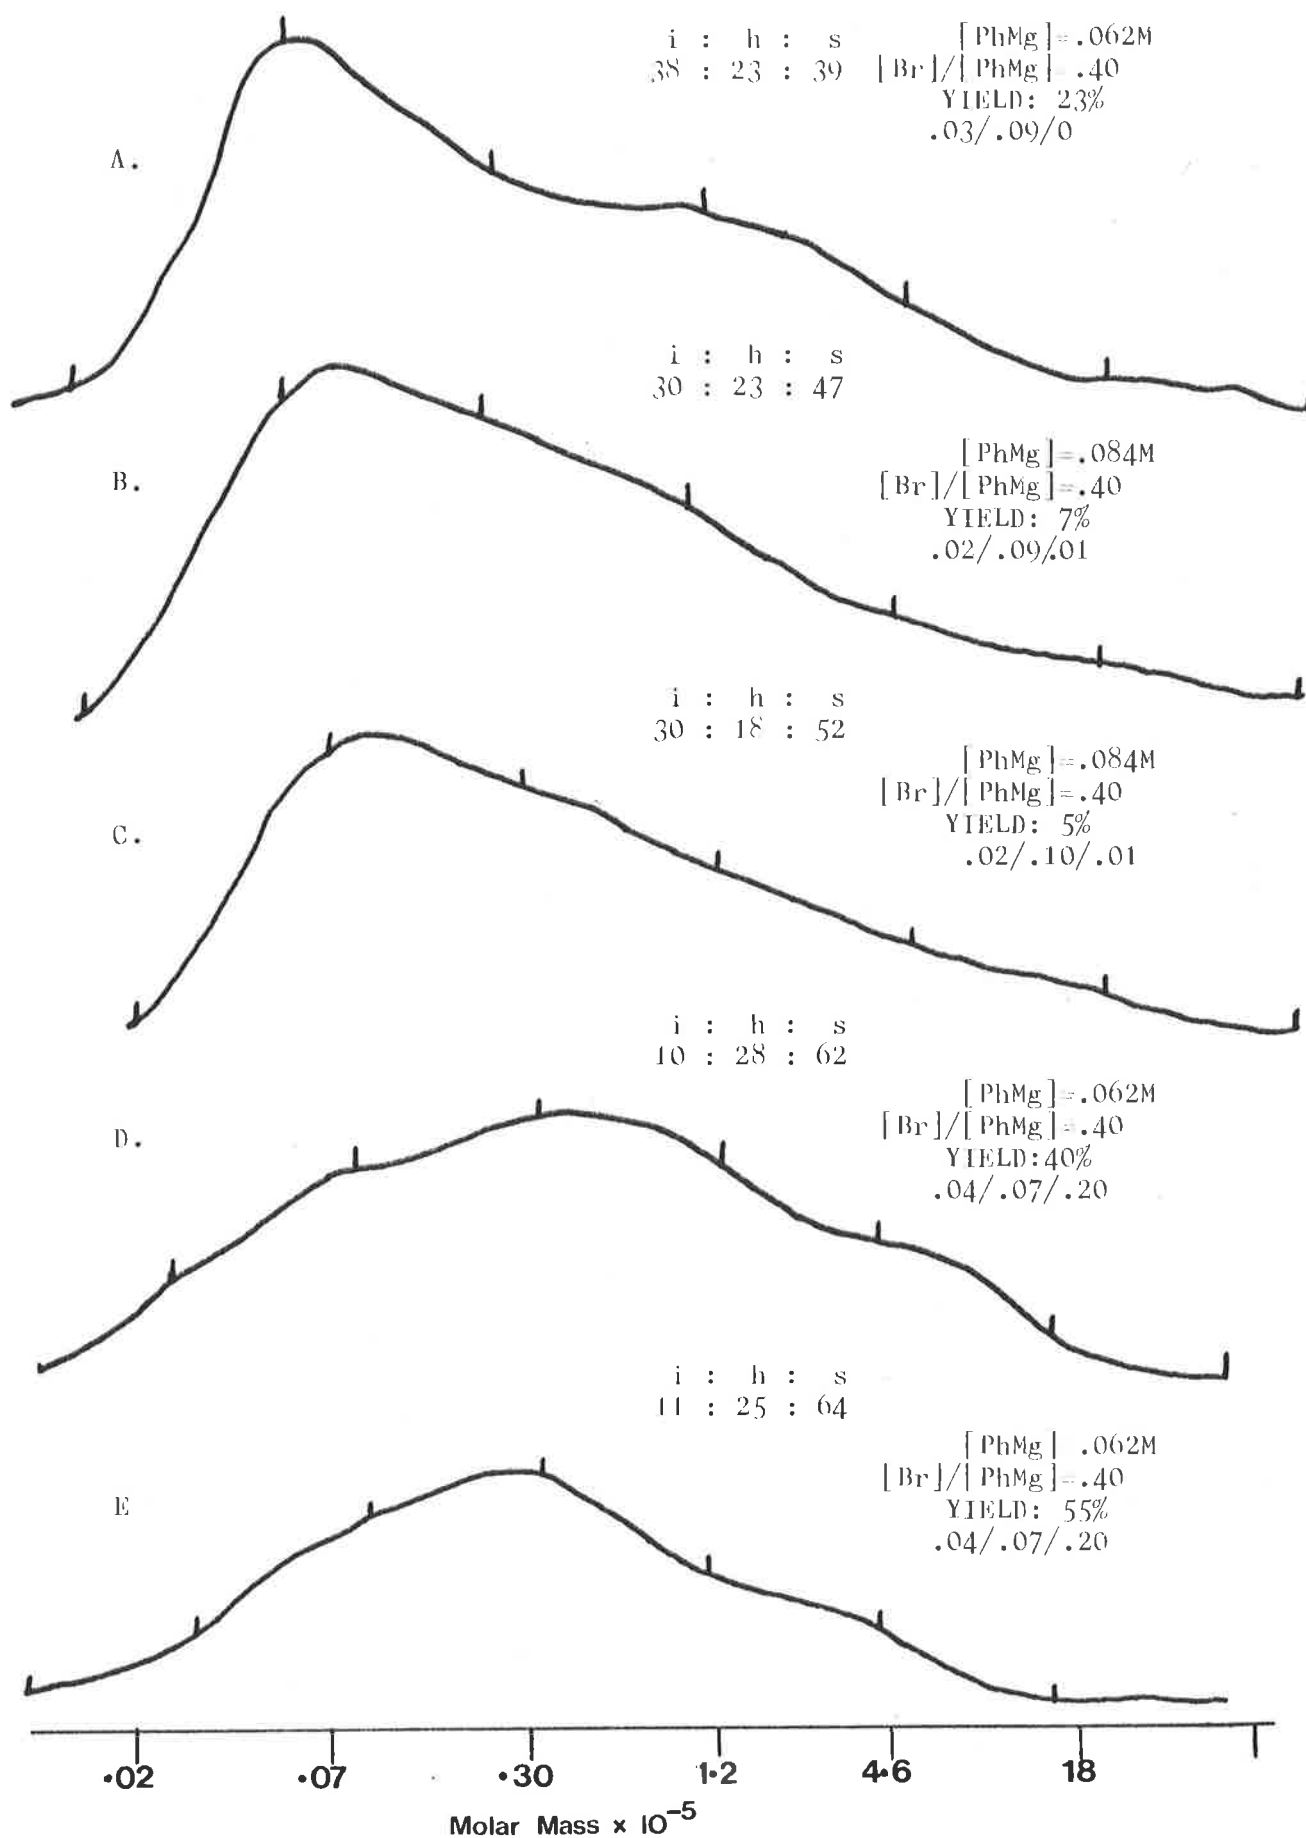 i : h : s
38 : 23 : 39
[PhMg]=.062M
[Br]/[PhMg] .40
YIELD: 23%
.03/.09/0
A.
i : h : s
30 : 23 : 47
[PhMg]=.084M
[Br]/[PhMg]=.40
YIELD: 7%
.02/.09/.01
B.
i : h : s
30 : 18 : 52
[PhMg]=.084M
[Br]/[PhMg]=.40
YIELD: 5%
.02/.10/.01
C.
i : h : s
10 : 28 : 62
[PhMg]=.062M
[Br]/[PhMg]=.40
YIELD:40%
.04/.07/.20
D.
i : h : s
11 : 25 : 64
[PhMg] .062M
[Br]/[PhMg]=.40
YIELD: 55%
.04/.07/.20
E
·02 ·07 ·30 1·2 4·6 18
Molar Mass × 10⁻⁵